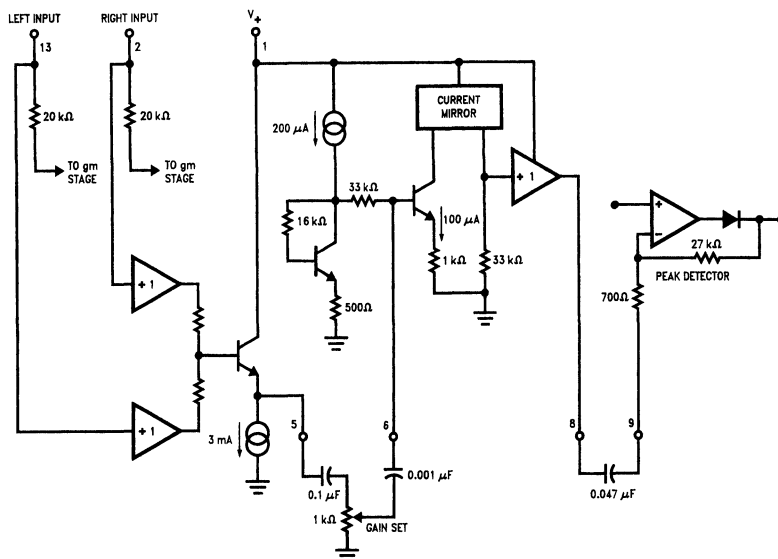 LEFT INPUT
RIGHT INPUT
V+
13
2
1
20 kΩ
20 kΩ
200 μA
CURRENT
MIRROR
TO gm
STAGE
TO gm
STAGE
33 kΩ
+ 1
16 kΩ
100 μA
+
−
27 kΩ
1 kΩ
33 kΩ
PEAK DETECTOR
+ 1
500Ω
700Ω
+ 1
3 mA
5
6
8
9
0.1 μF
0.001 μF
0.047 μF
1 kΩ
GAIN SET